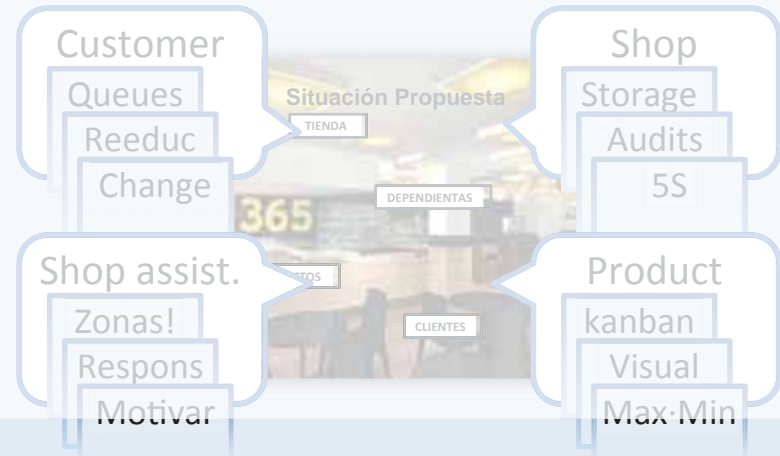 Customer
Queues
Reeduc
Change
Shop
Storage
Audits
5S
Situación Propuesta
TIENDA
DEPENDIENTAS
365
CLIENTES
Shop assist.
Zonas!
Respons
Motivar
Product
kanban
Visual
Max·Min